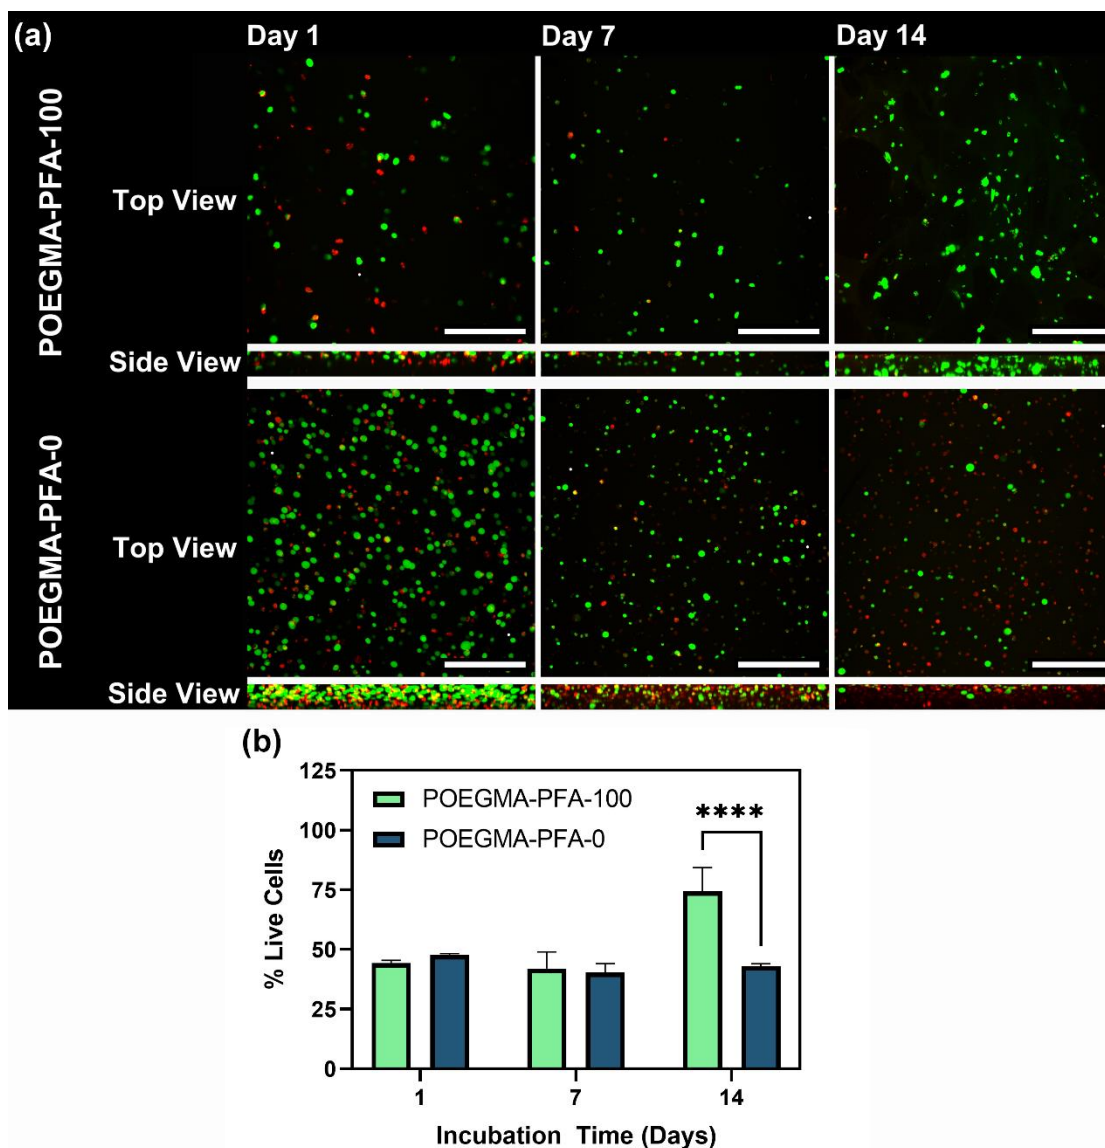 (a)
Day 1
Day 7
Day 14
POEGMA-PFA-100
Top View
Side View
POEGMA-PFA-0
Top View
Side View
(b)
125
100
75
50
25
0
% Live Cells
POEGMA-PFA-100
POEGMA-PFA-0
****
1
7
14
Incubation Time (Days)